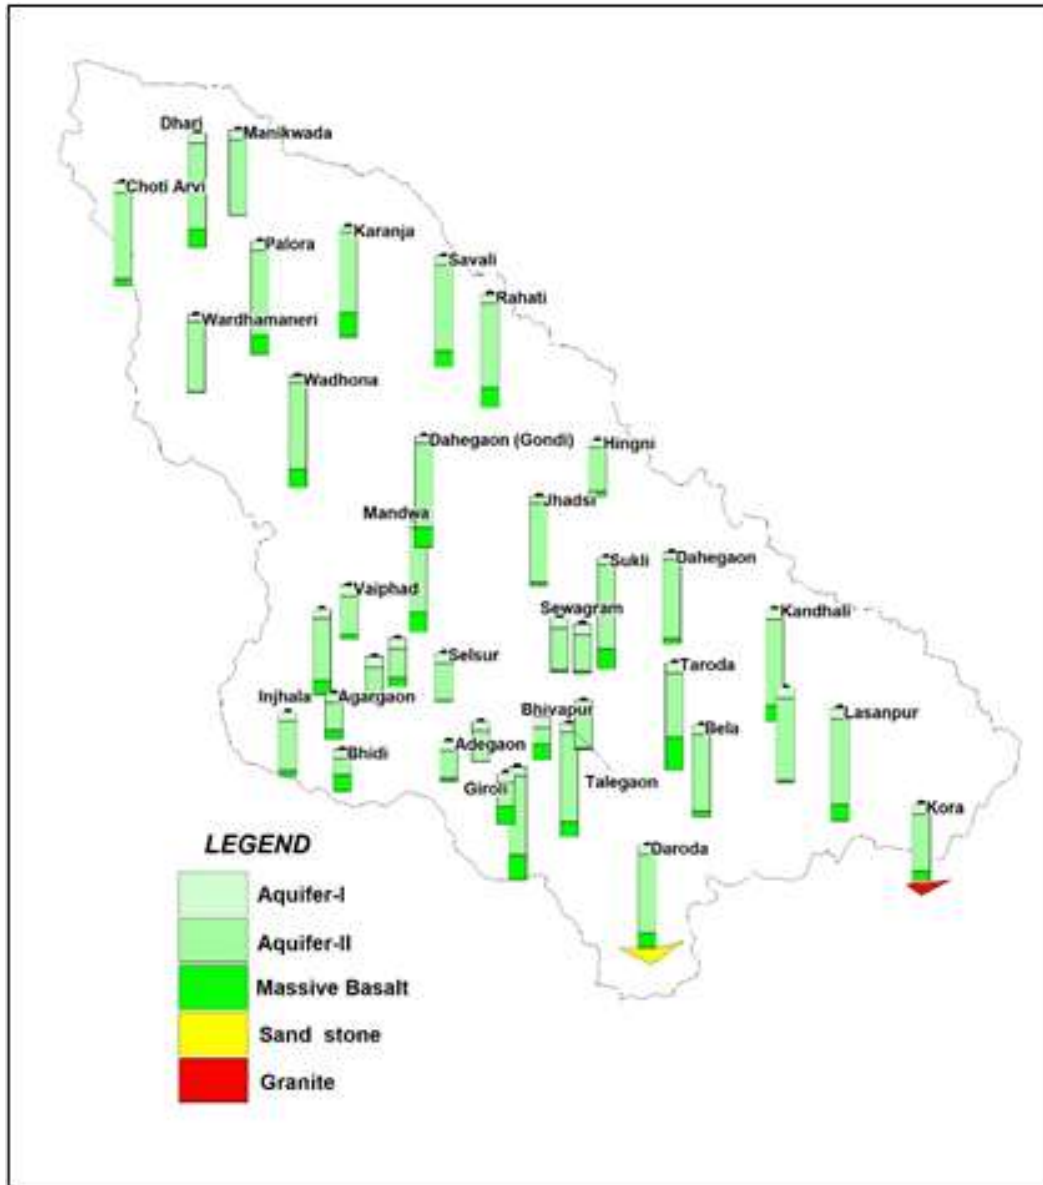 Dhari
Manikwada
Choti Arvi
Karanja
Palora
Savali
Rahati
Wardhamaneri
Wadhona
Dahegaon (Gondi)
Hingni
Jhadsi
Mandwa
Sukli
Dahegaon
Vaiphad
Sewagram
Kandhali
Selsur
Taroda
Injhala
Agargaon
Bhivapur
Lasanpur
Bela
Adegaon
Bhidi
Talegaon
Giroli
Kora
LEGEND
Daroda
Aquifer-I
Aquifer-II
Massive Basalt
Sand stone
Granite